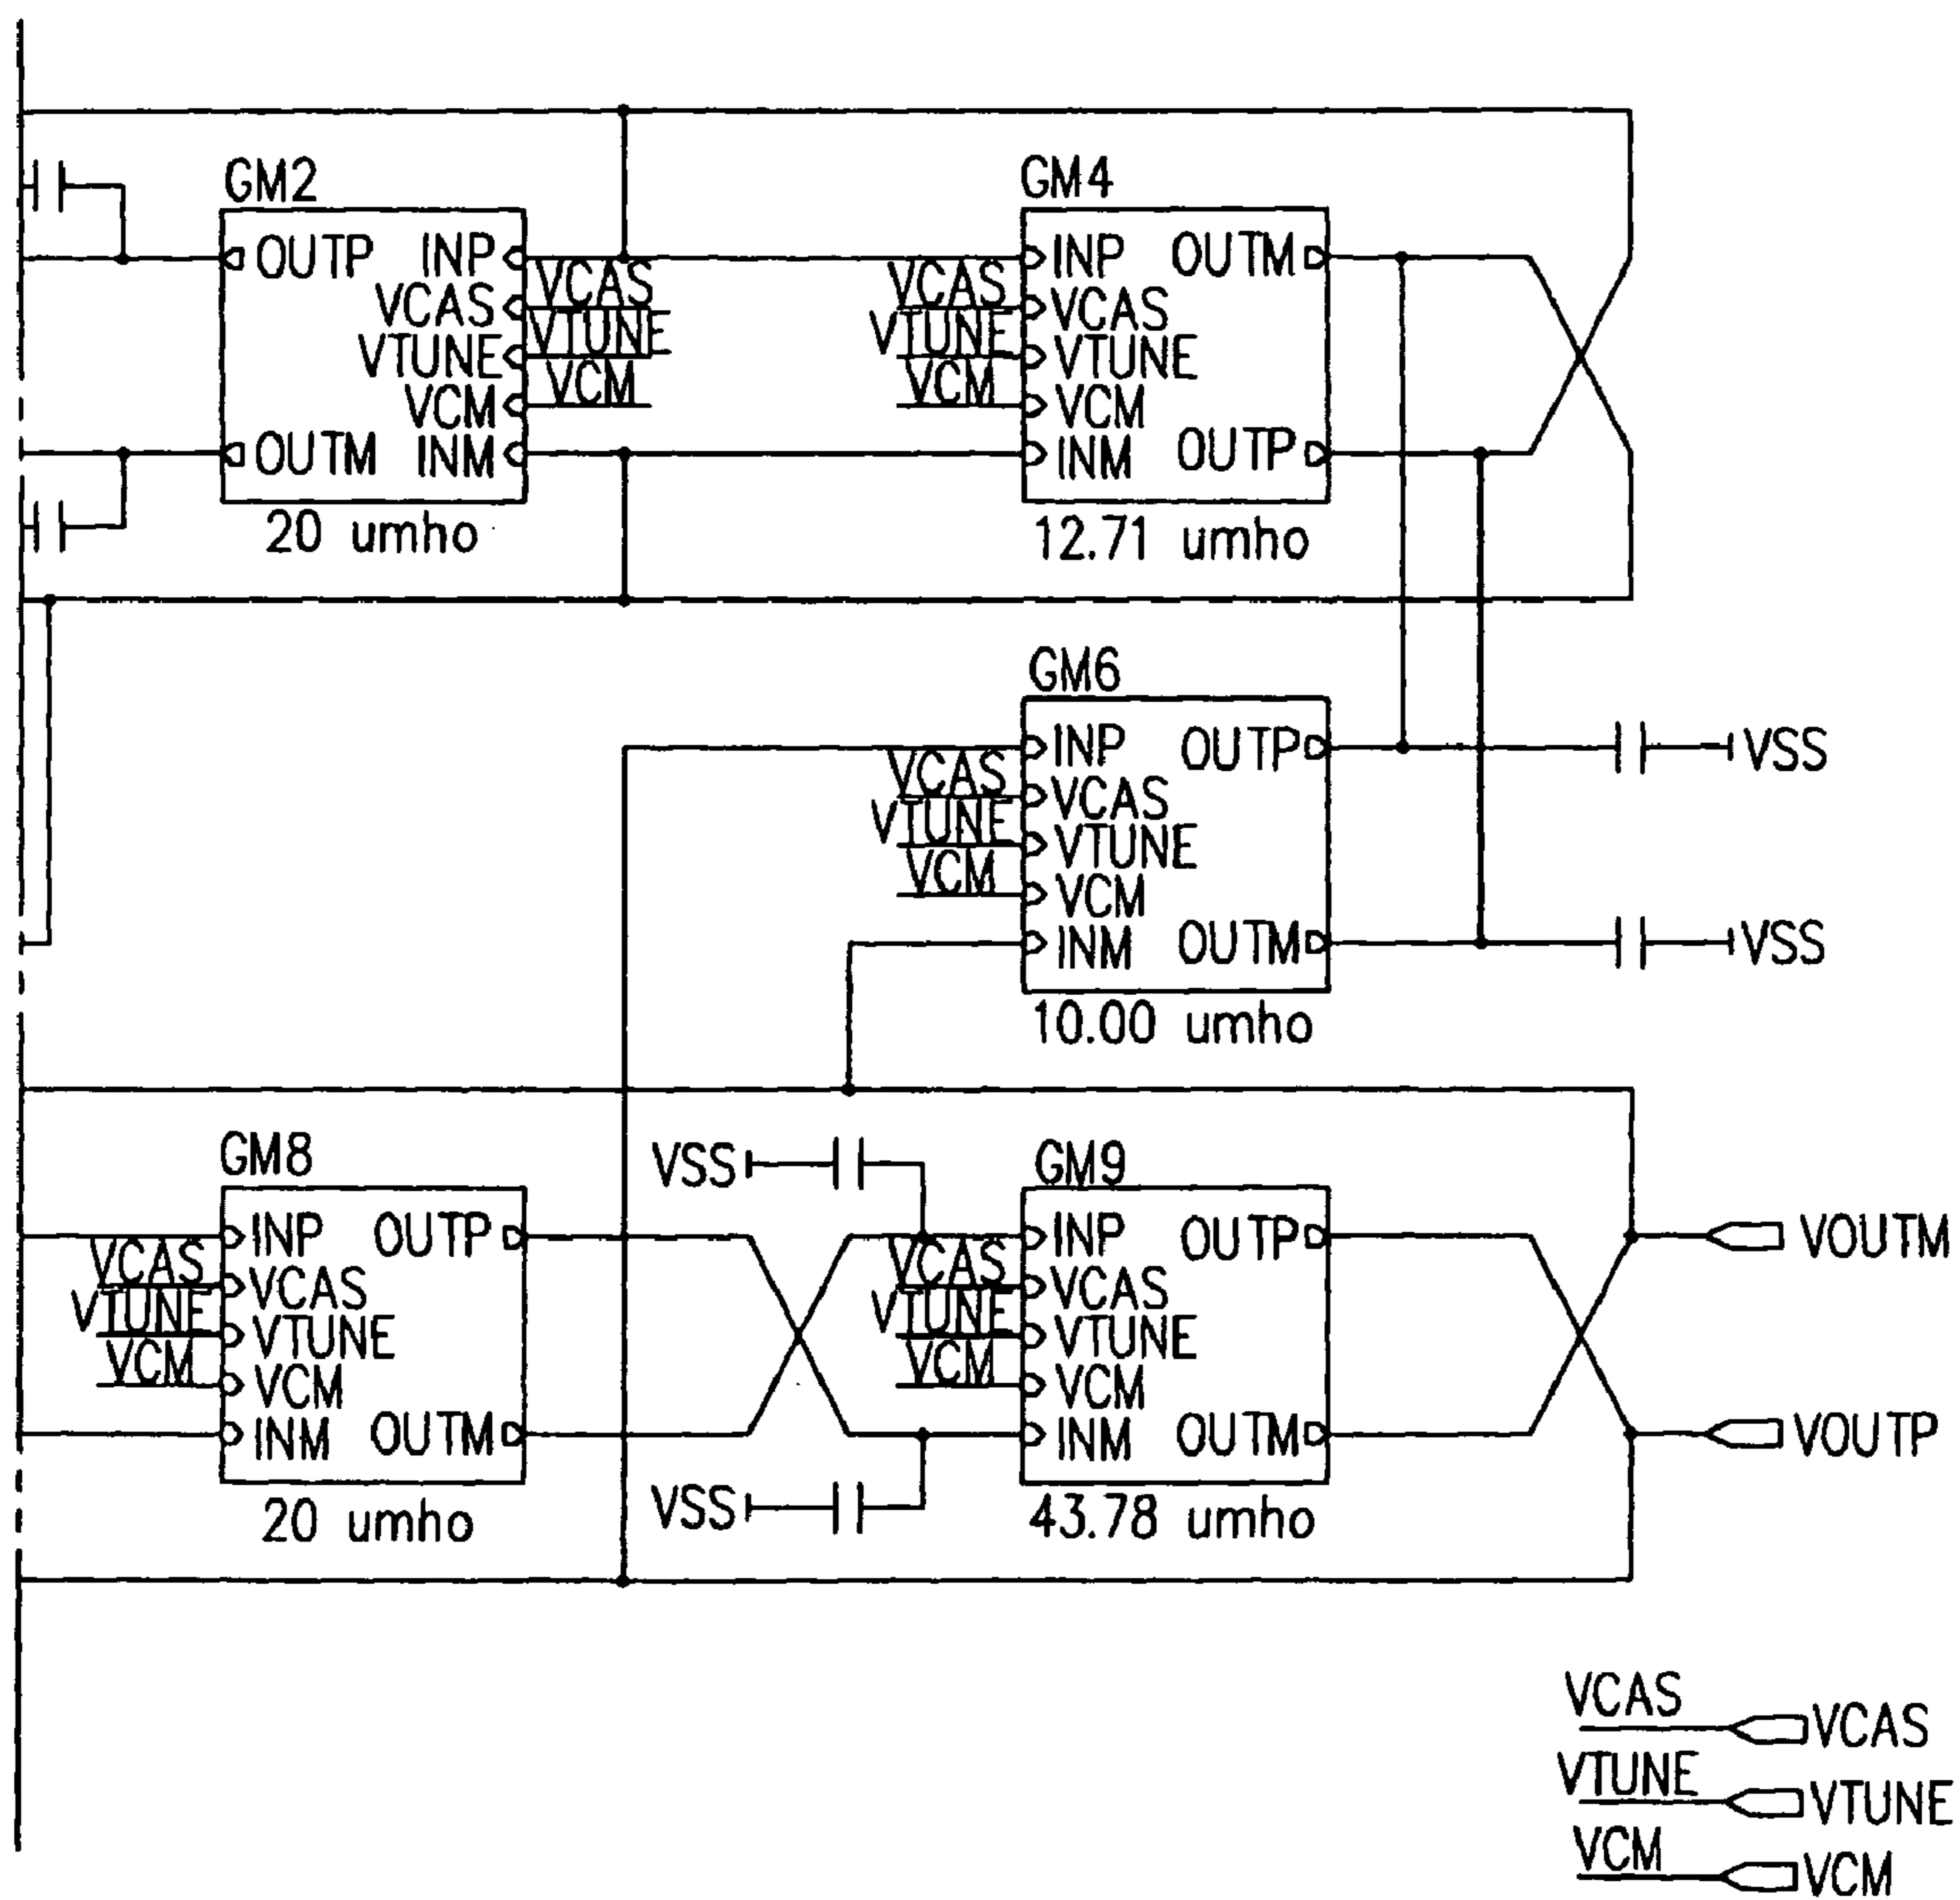 GM2
OUTP INP
VCAS VCAS
VTUNE VTUNE
VCM VCM
OUTM INM
20 umho
GM4
INP OUTM
VCAS VCAS
VTUNE VTUNE
VCM VCM
INM OUTP
12.71 umho
GM6
INP OUTP
VCAS VCAS
VTUNE VTUNE
VCM VCM
INM OUTM
10.00 umho
VSS
VSS
GM8
INP OUTP
VCAS VCAS
VTUNE VTUNE
VCM VCM
INM OUTM
20 umho
VSS
VSS
GM9
INP OUTP
VCAS VCAS
VTUNE VTUNE
VCM VCM
INM OUTM
43.78 umho
VOUTM
VOUTP
VCAS VCAS
VTUNE VTUNE
VCM VCM